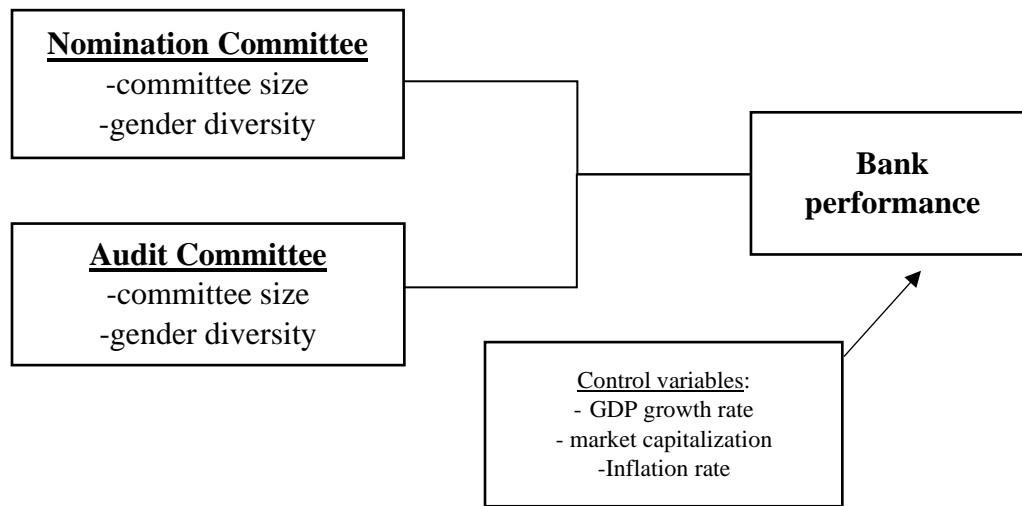 Nomination Committee
-committee size
-gender diversity
Bank
performance
Audit Committee
-committee size
-gender diversity
Control variables:
- GDP growth rate
- market capitalization
-Inflation rate